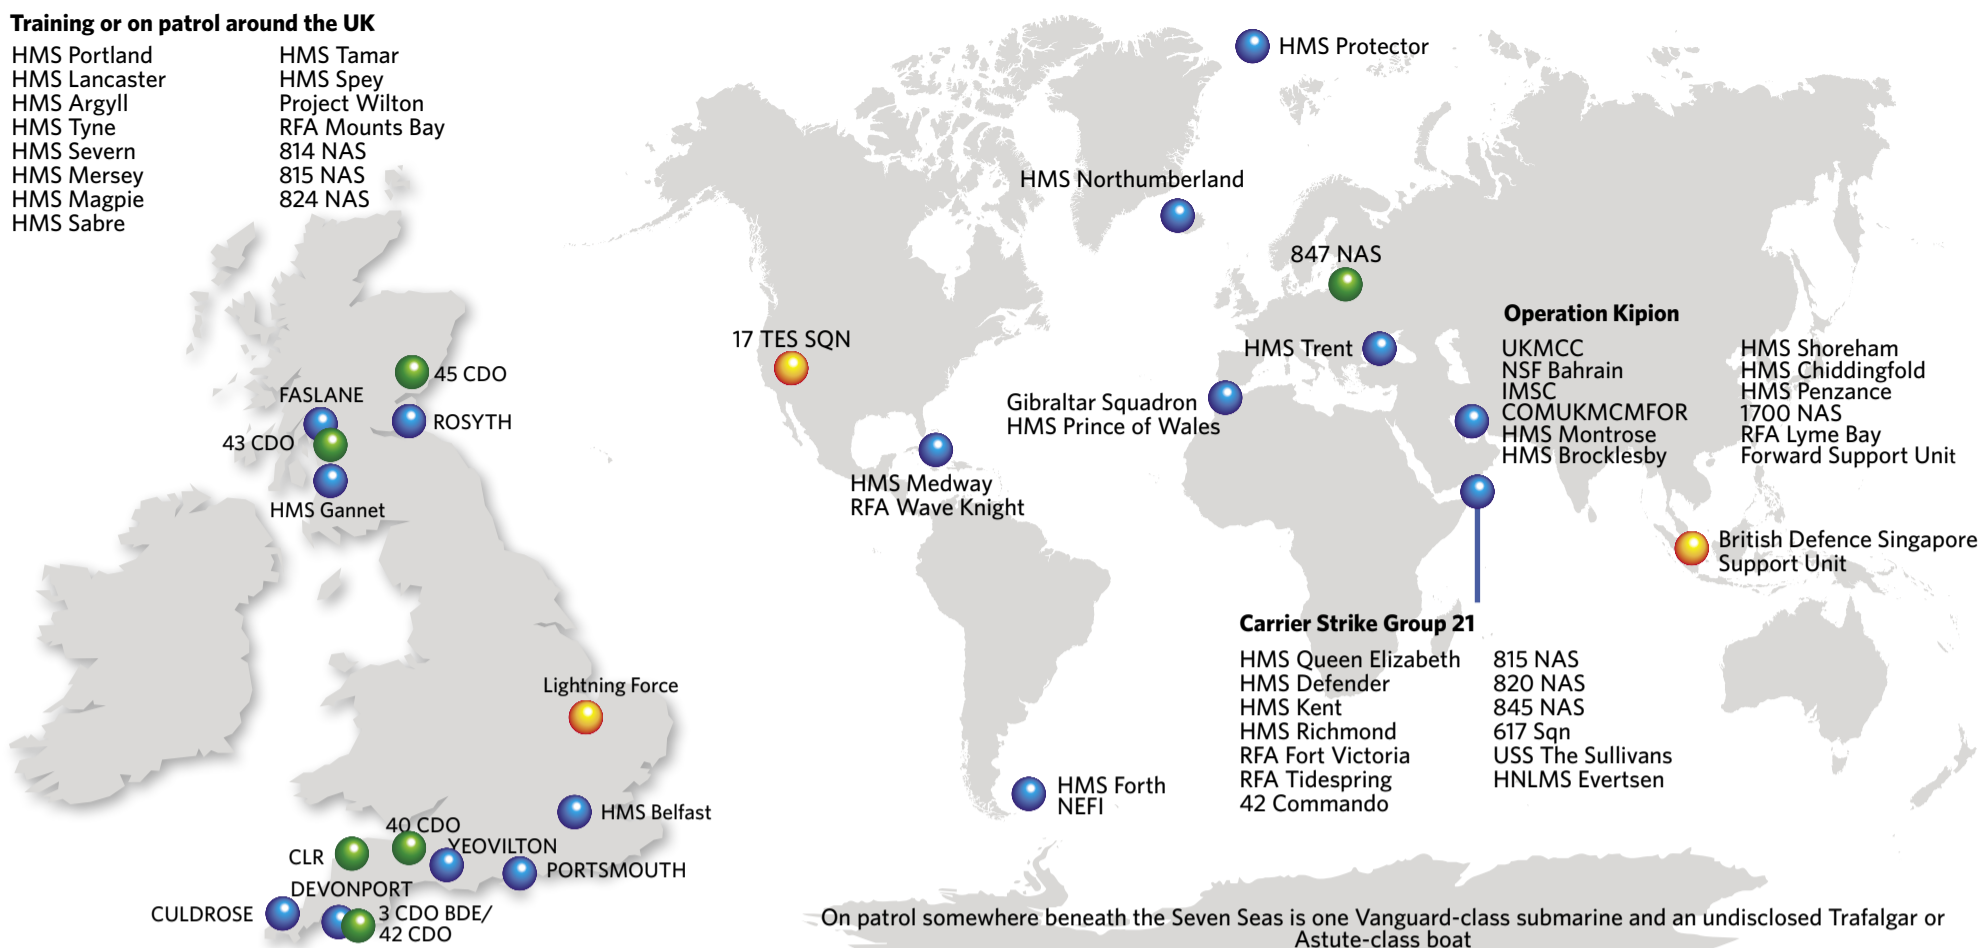 Training or on patrol around the UK
HMS Portland
HMS Lancaster
HMS Argyll
HMS Tyne
HMS Severn
HMS Mersey
HMS Magpie
HMS Sabre
HMS Tamar
HMS Spey
Project Wilton
RFA Mounts Bay
814 NAS
815 NAS
824 NAS
45 CDO
FASLANE
ROSYTH
43 CDO
HMS Gannet
Lightning Force
HMS Belfast
40 CDO
YEOVILTON
CLR
PORTSMOUTH
DEVONPORT
CULDROSE
3 CDO BDE/
42 CDO
HMS Protector
HMS Northumberland
847 NAS
17 TES SQN
HMS Trent
Gibraltar Squadron
HMS Prince of Wales
HMS Medway
RFA Wave Knight
Operation Kipion
UKMCC
NSF Bahrain
IMSC
COMUKMCMFOR
HMS Montrose
HMS Brocklesby
HMS Shoreham
HMS Chiddingfold
HMS Penzance
1700 NAS
RFA Lyme Bay
Forward Support Unit
British Defence Singapore
Support Unit
Carrier Strike Group 21
HMS Queen Elizabeth
HMS Defender
HMS Kent
HMS Richmond
RFA Fort Victoria
RFA Tidespring
42 Commando
815 NAS
820 NAS
845 NAS
617 Sqn
USS The Sullivans
HNLMS Evertsen
HMS Forth
NEFI
On patrol somewhere beneath the Seven Seas is one Vanguard-class submarine and an undisclosed Trafalgar or
Astute-class boat